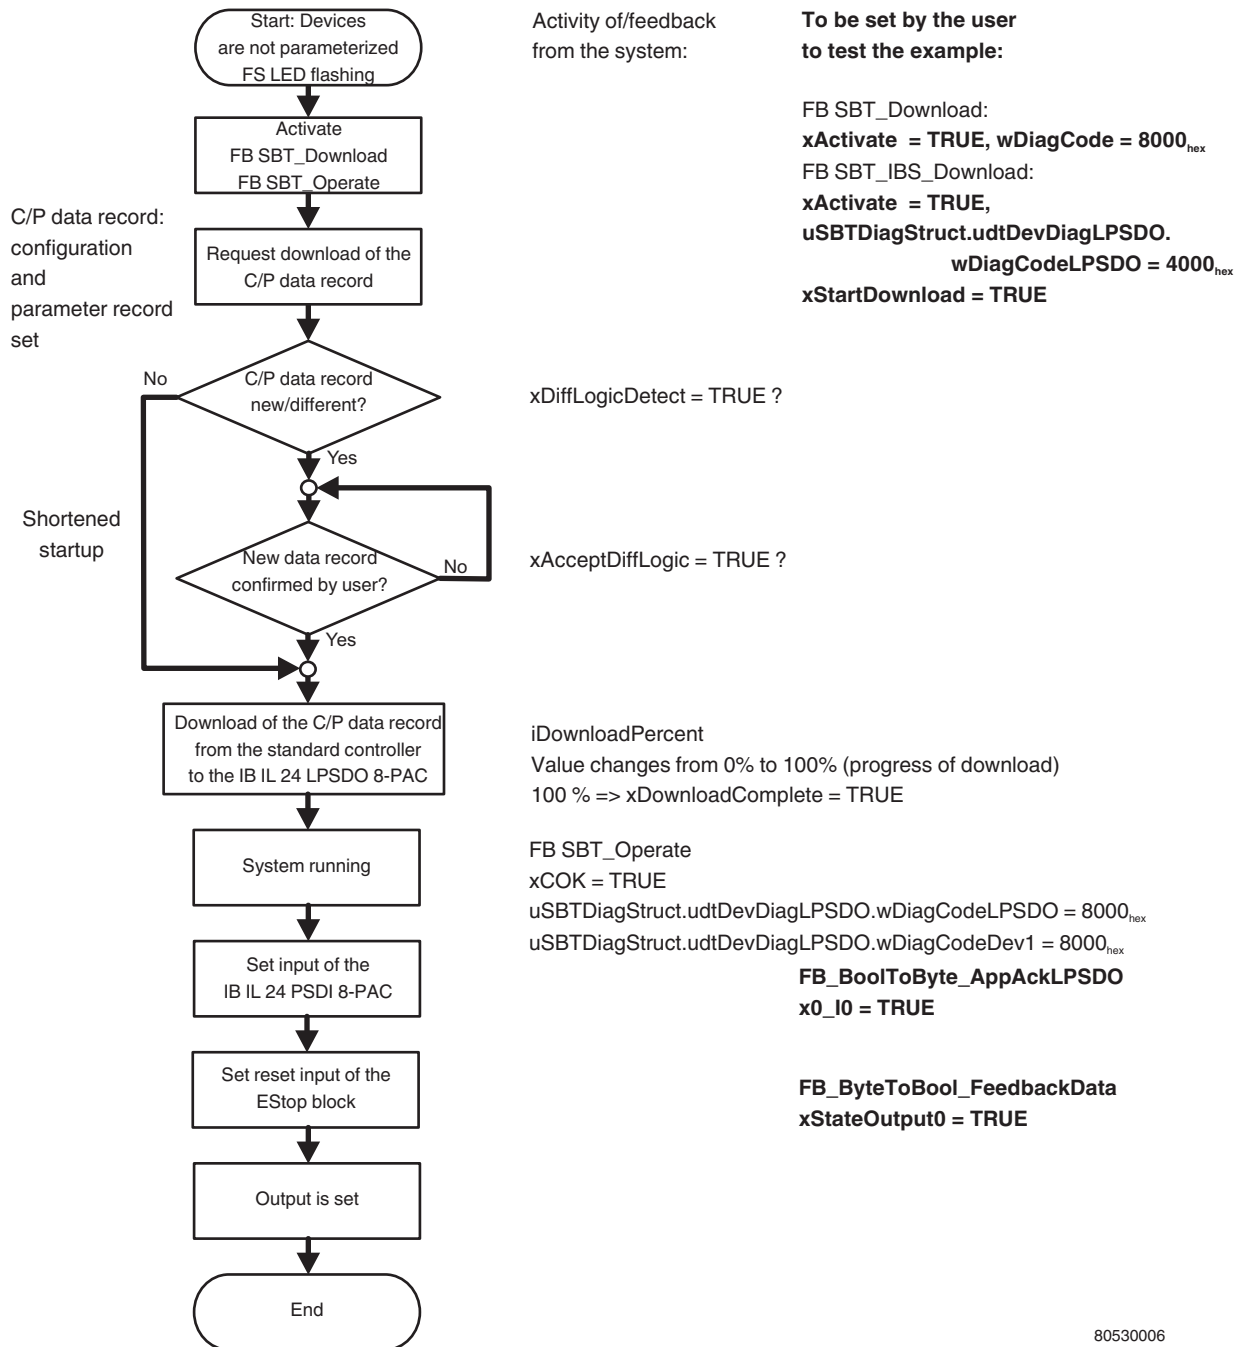 Start: Devices
are not parameterized
FS LED flashing
Activity of/feedback
from the system:
To be set by the user
to test the example:
Activate
FB SBT_Download
FB SBT_Operate
FB SBT_Download:
xActivate = TRUE, wDiagCode = 8000hex
FB SBT_IBS_Download:
xActivate = TRUE,
uSBTDiagStruct.udtDevDiagLPSDO.
wDiagCodeLPSDO = 4000hex
xStartDownload = TRUE
C/P data record:
configuration
and
parameter record
set
Request download of the
C/P data record
No
C/P data record
new/different?
xDiffLogicDetect = TRUE ?
Yes
Shortened
startup
New data record
confirmed by user?
No
xAcceptDiffLogic = TRUE ?
Yes
Download of the C/P data record
from the standard controller
to the IB IL 24 LPSDO 8-PAC
iDownloadPercent
Value changes from 0% to 100% (progress of download)
100 % => xDownloadComplete = TRUE
System running
FB SBT_Operate
xCOK = TRUE
uSBTDiagStruct.udtDevDiagLPSDO.wDiagCodeLPSDO = 8000hex
uSBTDiagStruct.udtDevDiagLPSDO.wDiagCodeDev1 = 8000hex
Set input of the
IB IL 24 PSDI 8-PAC
FB_BoolToByte_AppAckLPSDO
x0_I0 = TRUE
Set reset input of the
EStop block
FB_ByteToBool_FeedbackData
xStateOutput0 = TRUE
Output is set
End
80530006